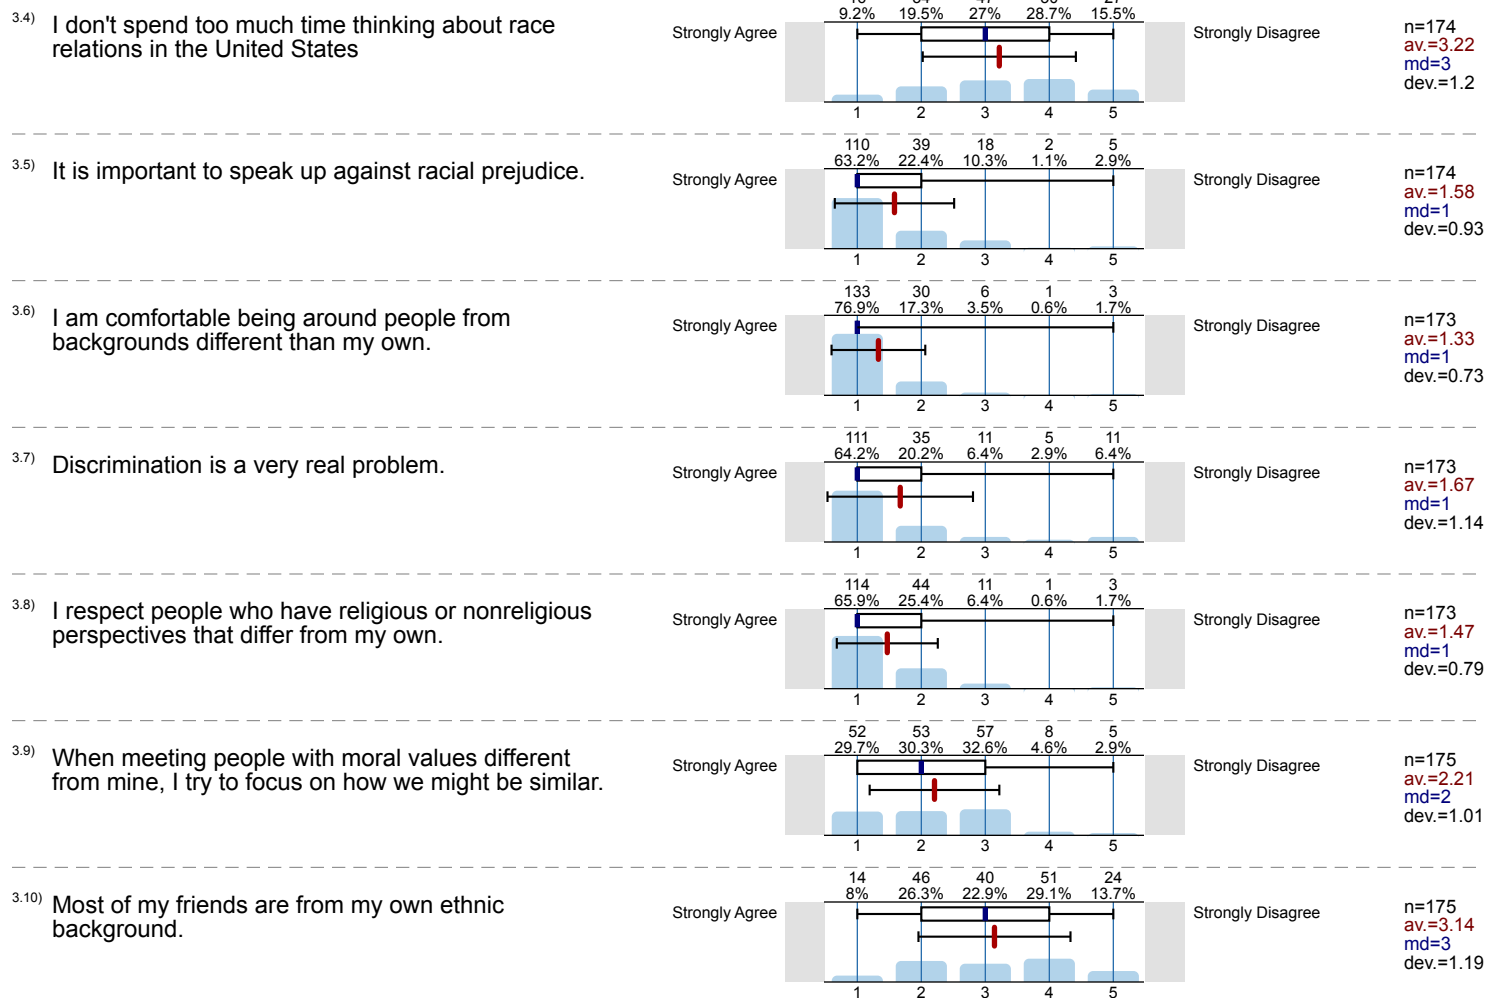 3.4) I don't spend too much time thinking about race
relations in the United States
Strongly Agree
9.2% 19.5% 27% 28.7% 15.5%
1 2 3 4 5
Strongly Disagree
n=174
av.=3.22
md=3
dev.=1.2
3.5) It is important to speak up against racial prejudice.
Strongly Agree
110 39 18 2 5
63.2% 22.4% 10.3% 1.1% 2.9%
1 2 3 4 5
Strongly Disagree
n=174
av.=1.58
md=1
dev.=0.93
3.6) I am comfortable being around people from
backgrounds different than my own.
Strongly Agree
133 30 6 1 3
76.9% 17.3% 3.5% 0.6% 1.7%
1 2 3 4 5
Strongly Disagree
n=173
av.=1.33
md=1
dev.=0.73
3.7) Discrimination is a very real problem.
Strongly Agree
111 35 11 5 11
64.2% 20.2% 6.4% 2.9% 6.4%
1 2 3 4 5
Strongly Disagree
n=173
av.=1.67
md=1
dev.=1.14
3.8) I respect people who have religious or nonreligious
perspectives that differ from my own.
Strongly Agree
114 44 11 1 3
65.9% 25.4% 6.4% 0.6% 1.7%
1 2 3 4 5
Strongly Disagree
n=173
av.=1.47
md=1
dev.=0.79
3.9) When meeting people with moral values different
from mine, I try to focus on how we might be similar.
Strongly Agree
52 53 57 8 5
29.7% 30.3% 32.6% 4.6% 2.9%
1 2 3 4 5
Strongly Disagree
n=175
av.=2.21
md=2
dev.=1.01
3.10) Most of my friends are from my own ethnic
background.
Strongly Agree
14 46 40 51 24
8% 26.3% 22.9% 29.1% 13.7%
1 2 3 4 5
Strongly Disagree
n=175
av.=3.14
md=3
dev.=1.19